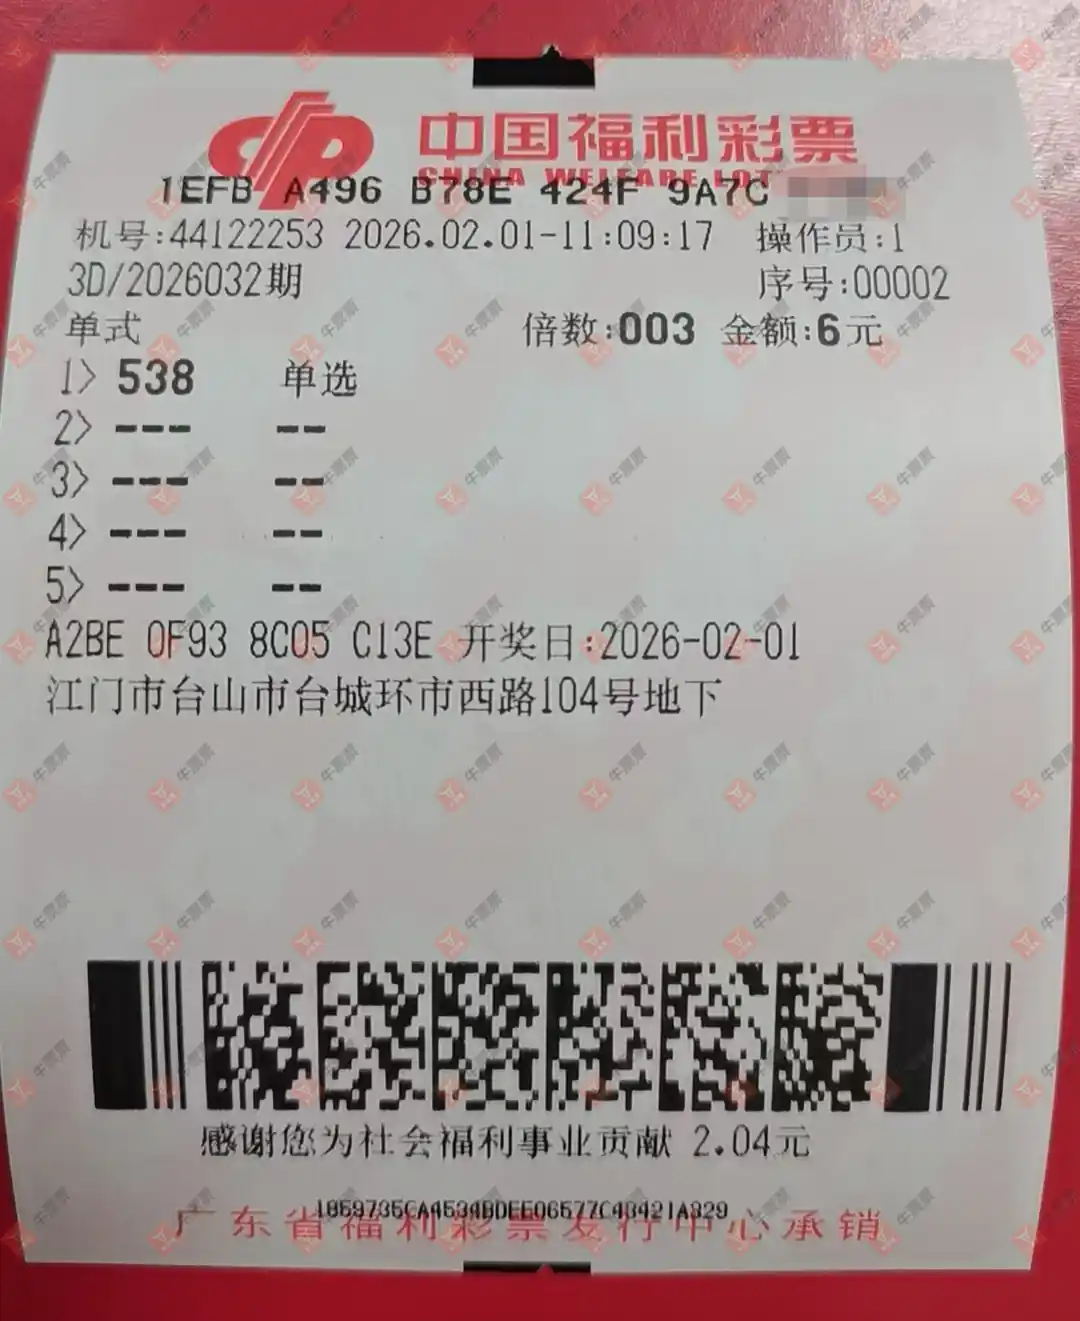 中国福利彩票
CHINA WELFARE LOT
1EFB A496 B78E 424F 9A7C
机号:44122253 2026.02.01-11:09:17 操作员:1
3D/2026032期 序号:00002
单式 倍数:003 金额:6元
1> 538 单选
2> --- --
3> --- --
4> --- --
5> --- --
A2BE 0F93 8C05 C13E 开奖日:2026-02-01
江门市台山市台城环市西路104号地下
感谢您为社会福利事业贡献 2.04元
广东省福利彩票发行中心承销
牛票票